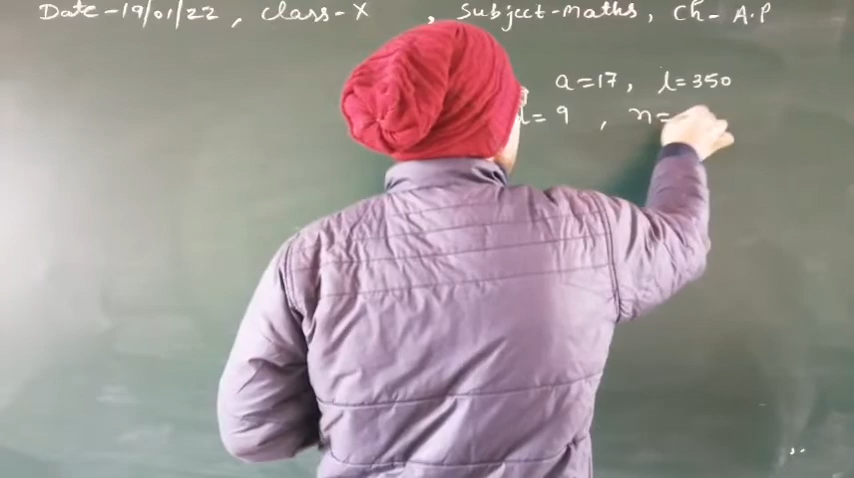 Date-19/01/22, Class-X, Subject-Maths, Ch-A.P
a=17, l=350
d=9, n=